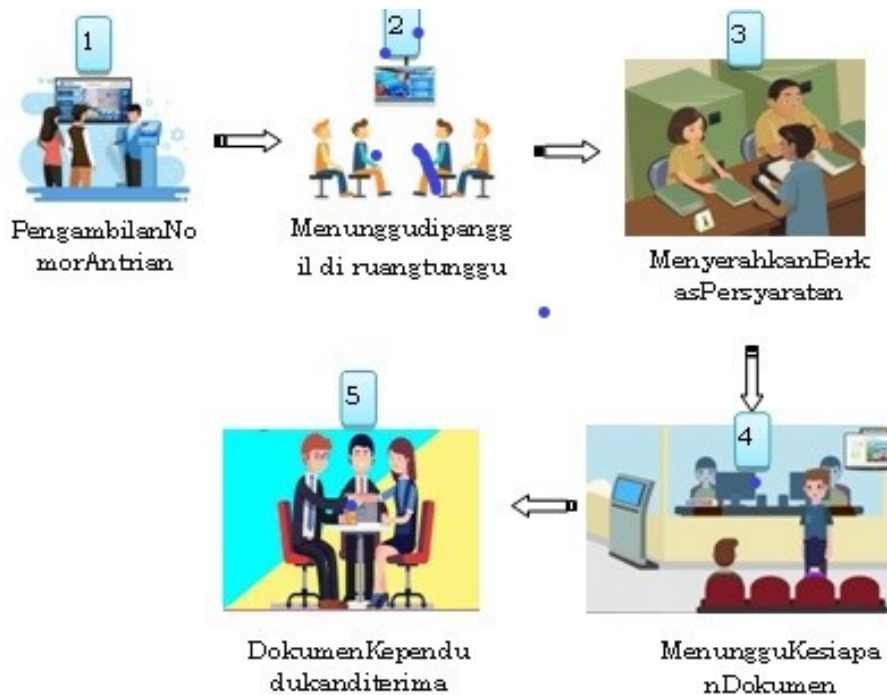 1
PengambilanNo
morAntrian
2
Menunggudipangg
il di ruangtunggu
3
MenyerahkanBerk
asPersyaratan
4
MenungguKesiapa
nDokumen
5
DokumenKependu
dukanditerima